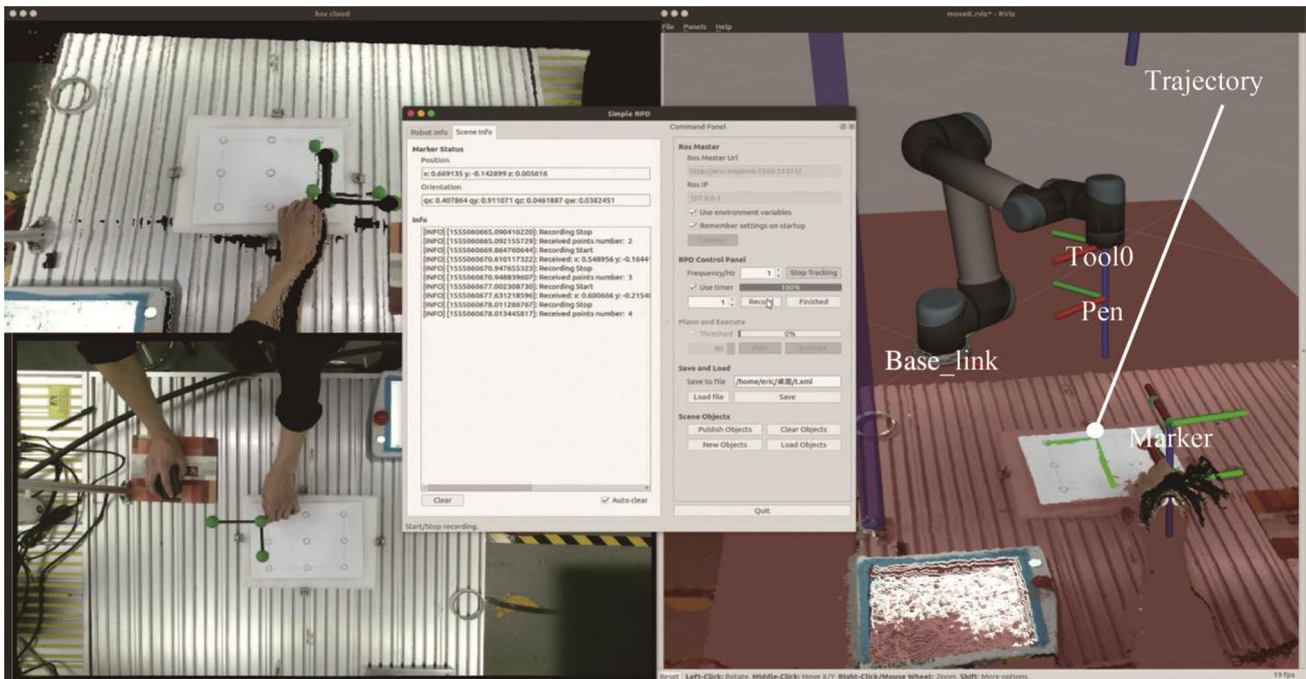 hsv cloud
moveit.rviz* - RViz
File Panels Help
Simple RPD
Robot Info Scene Info
Marker Status
Position
x: 0.669135 y: -0.142899 z: 0.005616
Orientation
qx: 0.407864 qy: 0.911071 qz: 0.0461887 qw: 0.0382451
Info
[INFO] [1555060665.090416220]: Recording Stop
[INFO] [1555060665.092155729]: Received points number: 2
[INFO] [1555060669.864760644]: Recording Start
[INFO] [1555060670.610117322]: Received: x: 0.548956 y: -0.1644
[INFO] [1555060670.947655323]: Recording Stop
[INFO] [1555060670.948839607]: Received points number: 3
[INFO] [1555060677.002308730]: Recording Start
[INFO] [1555060677.631218596]: Received: x: 0.600666 y: -0.2154
[INFO] [1555060678.011286767]: Recording Stop
[INFO] [1555060678.013445817]: Received points number: 4
Clear
Auto clear
Start/Stop recording.
Command Panel
Ros Master
Ros Master Url
Ros IP
127.0.0.1
Use environment variables
Remember settings on startup
Connect
RPD Control Panel
Frequency/Hz 1 Stop Tracking
Use timer 100%
1 Record Finished
Plann and Execute
Threshold 0%
80 Plan Execute
Save and Load
Save to file /home/eric/桌面/t.xml
Load file Save
Scene Objects
Publish Objects Clear Objects
New Objects Load Objects
Quit
Trajectory
Tool0
Pen
Base_link
Marker
Reset Left-Click: Rotate. Middle-Click: Move X/Y. Right-Click/Mouse Wheel:: Zoom. Shift: More options.
19 fps